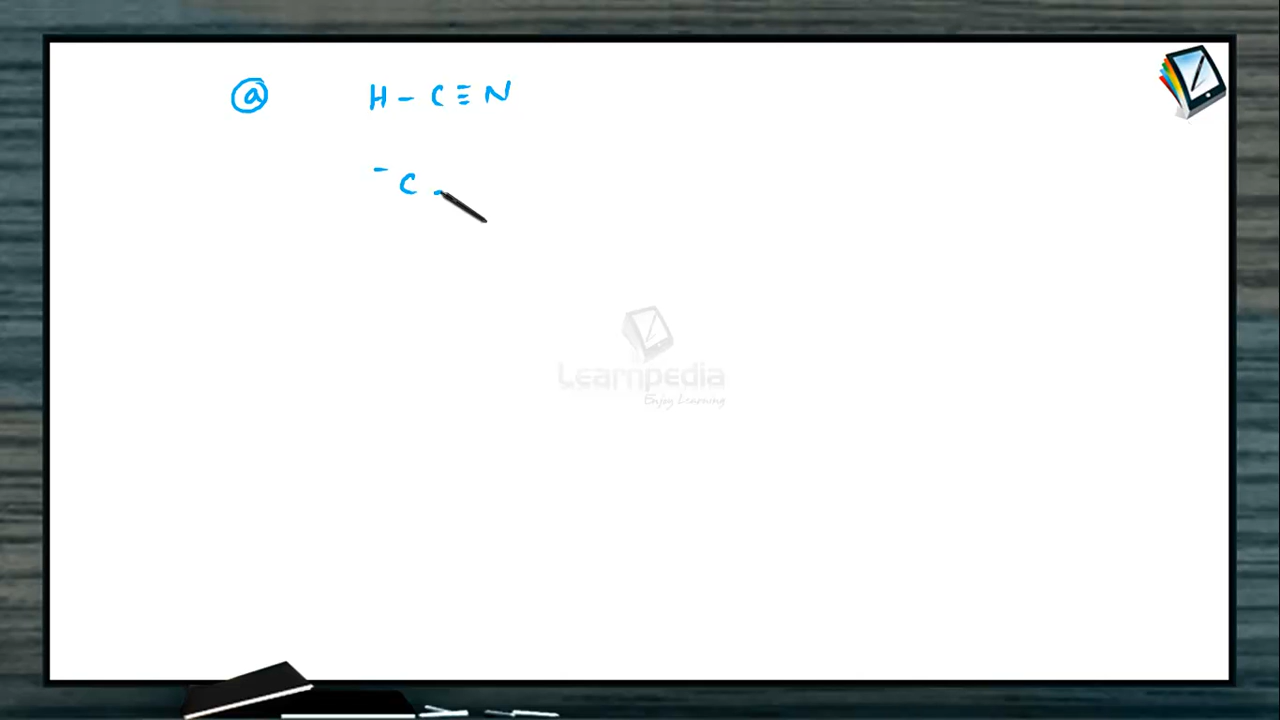 ⓐ H - C ≡ N
⁻ C -
Learnpedia
Enjoy Learning